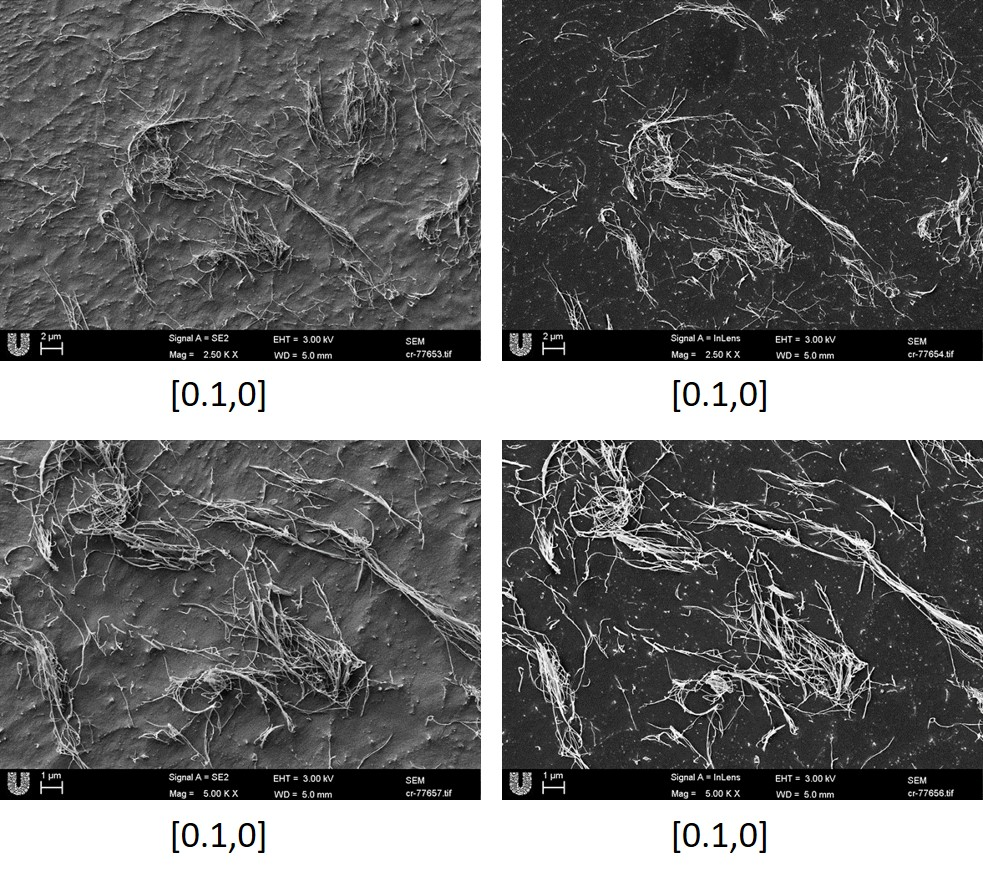 2 µm
Signal A = SE2
EHT = 3.00 kV
SEM
Mag = 2.50 K X
WD = 5.0 mm
cr-77653.tif
2 µm
Signal A = InLens
EHT = 3.00 kV
SEM
Mag = 2.50 K X
WD = 5.0 mm
cr-77654.tif
[0.1,0]
[0.1,0]
1 µm
Signal A = SE2
EHT = 3.00 kV
SEM
Mag = 5.00 K X
WD = 5.0 mm
cr-77657.tif
1 µm
Signal A = InLens
EHT = 3.00 kV
SEM
Mag = 5.00 K X
WD = 5.0 mm
cr-77656.tif
[0.1,0]
[0.1,0]